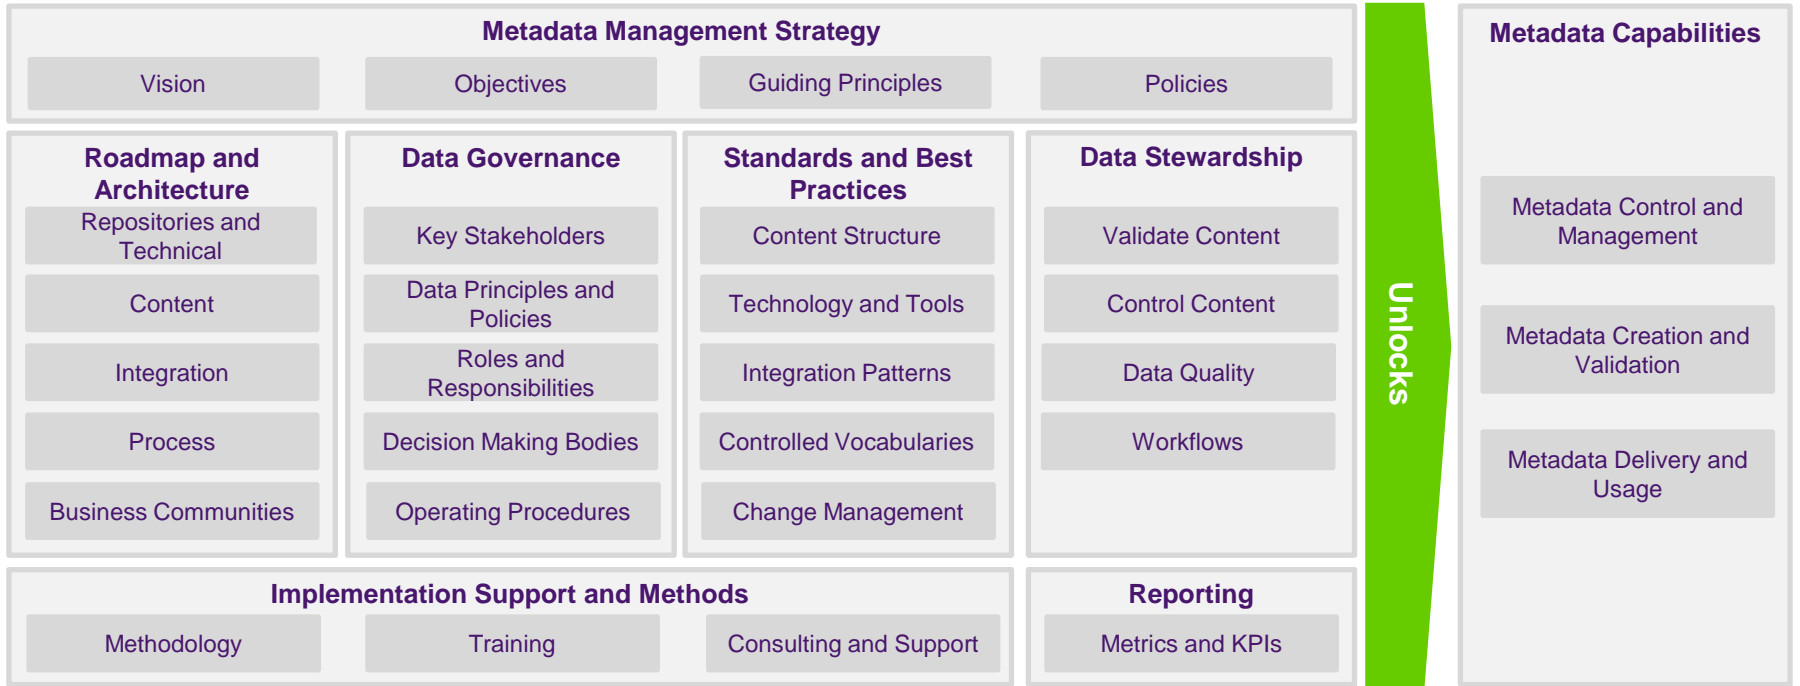 Metadata Management Strategy
Vision
Objectives
Guiding Principles
Policies
Roadmap and
Architecture
Repositories and
Technical
Content
Integration
Process
Business Communities
Data Governance
Key Stakeholders
Data Principles and
Policies
Roles and
Responsibilities
Decision Making Bodies
Operating Procedures
Standards and Best
Practices
Content Structure
Technology and Tools
Integration Patterns
Controlled Vocabularies
Change Management
Data Stewardship
Validate Content
Control Content
Data Quality
Workflows
Implementation Support and Methods
Methodology
Training
Consulting and Support
Reporting
Metrics and KPIs
Unlocks
Metadata Capabilities
Metadata Control and
Management
Metadata Creation and
Validation
Metadata Delivery and
Usage